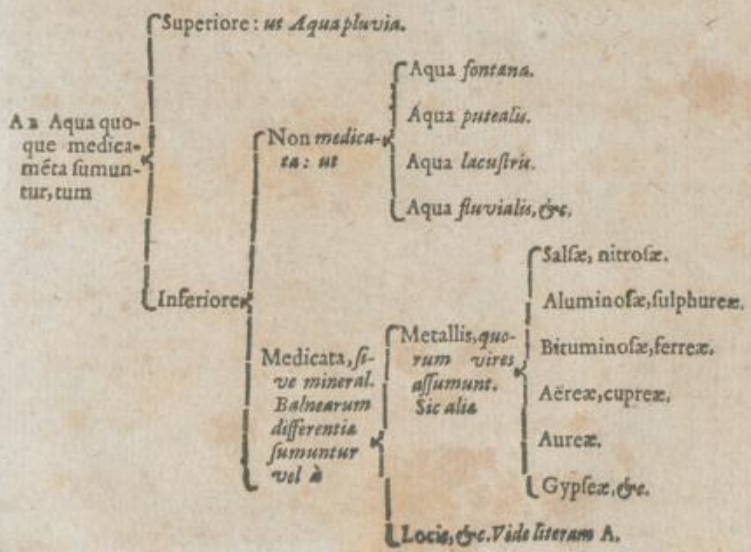 Superiore: ut Aqua pluvia.
AB Aqua quo-
que medica-
mẽta ſumun-
tur, tum
Non medica-
ta: ut
Aqua fontana.
Aqua putealis.
Aqua lacuſtris.
Aqua fluvialis, &c.
Inferiore
Medicata, ſi-
ve mineral.
Balnearum
differentia
ſumuntur
vel à
Metallis, quo-
rum vires
aſſumunt.
Sic alia
Salſæ, nitroſæ.
Aluminoſæ, ſulphureæ.
Bituminoſæ, ferreæ.
Aëreæ, cupreæ.
Aureæ.
Gypſeæ, &c.
Locis, &c. Vide literam A.